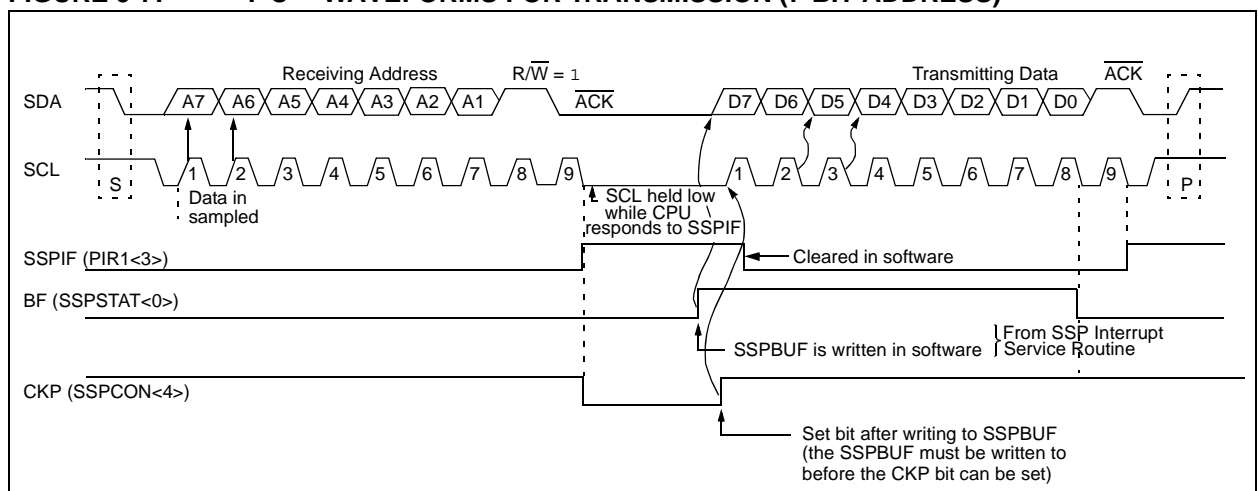 Receiving Address R/W = 1 Transmitting Data ACK
SDA A7 A6 A5 A4 A3 A2 A1 ACK D7 D6 D5 D4 D3 D2 D1 D0
SCL S 1 2 3 4 5 6 7 8 9 1 2 3 4 5 6 7 8 9 P
Data in
sampled
SCL held low
while CPU
responds to SSPIF
SSPIF (PIR1<3>)
Cleared in software
BF (SSPSTAT<0>)
SSPBUF is written in software
From SSP Interrupt
Service Routine
CKP (SSPCON<4>)
Set bit after writing to SSPBUF
(the SSPBUF must be written to
before the CKP bit can be set)